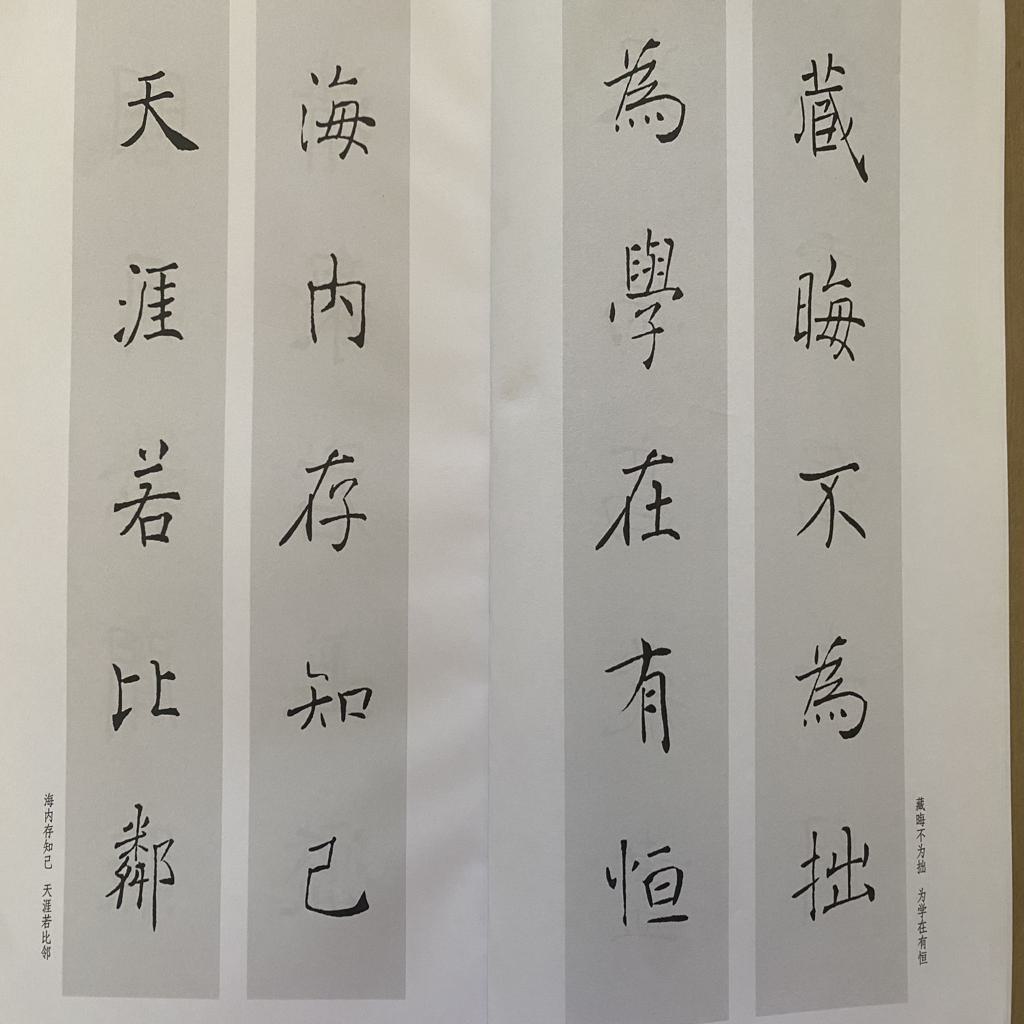 藏晦不為拙
為學在有恒
藏晦不为拙 为学在有恒
海内存知己
天涯若比鄰
海内存知己 天涯若比邻